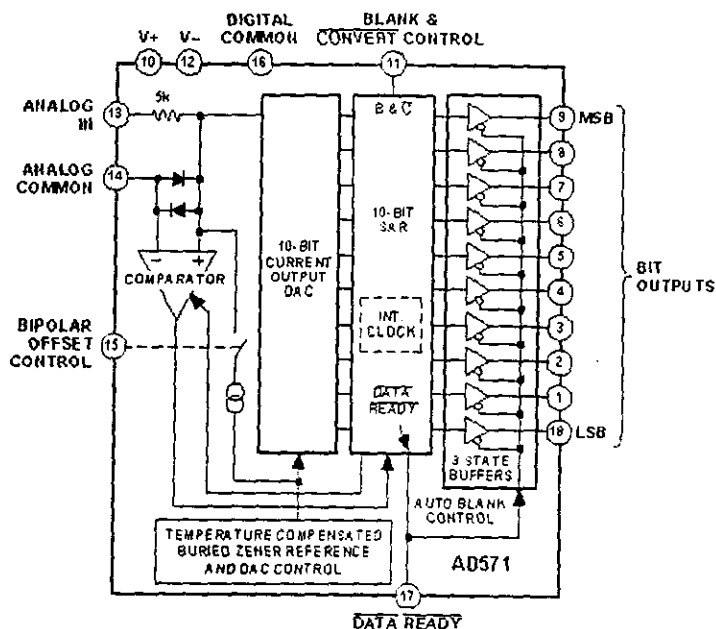 V+
V−
DIGITAL
COMMON
BLANK &
CONVERT CONTROL
10
12
16
11
ANALOG
IN
13
5k
B & C
9
MSB
ANALOG
COMMON
14
8
7
10-BIT
SAR
6
10-BIT
CURRENT
OUTPUT
DAC
−
+
COMPARATOR
5
BIT
OUTPUTS
4
BIPOLAR
OFFSET
CONTROL
15
INT.
CLOCK
3
2
DATA
READY
1
18
LSB
3 STATE
BUFFERS
AUTO BLANK
CONTROL
TEMPERATURE COMPENSATED
BURIED ZENER REFERENCE
AND DAC CONTROL
AD571
17
DATA READY